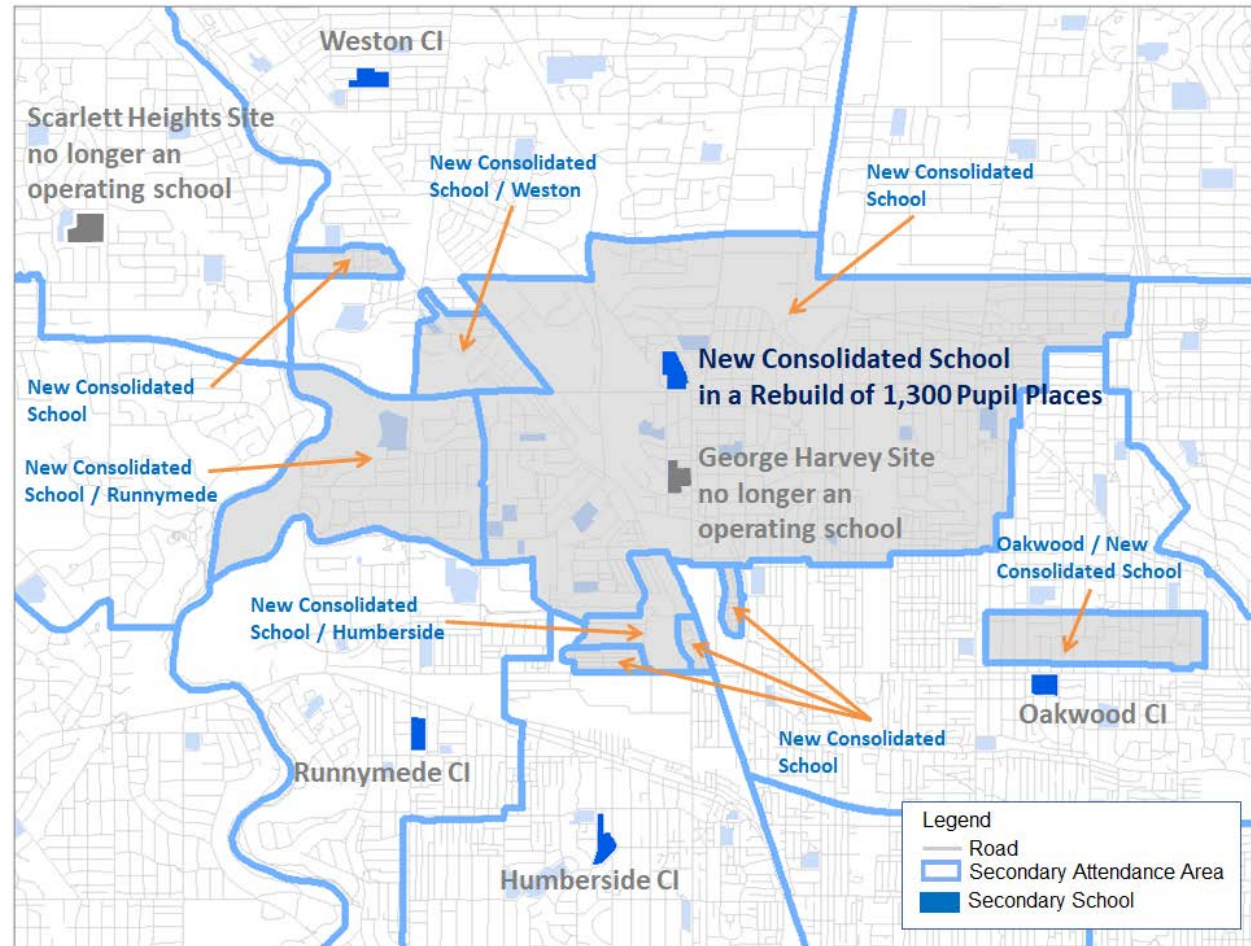 Weston CI
Scarlett Heights Site
no longer an
operating school
New Consolidated
School / Weston
New Consolidated
School
New Consolidated School
in a Rebuild of 1,300 Pupil Places
New Consolidated
School
New Consolidated
School / Runnymede
George Harvey Site
no longer an
operating school
Oakwood / New
Consolidated School
New Consolidated
School / Humberside
Oakwood CI
New Consolidated
School
Runnymede CI
Humberside CI
Legend
Road
Secondary Attendance Area
Secondary School